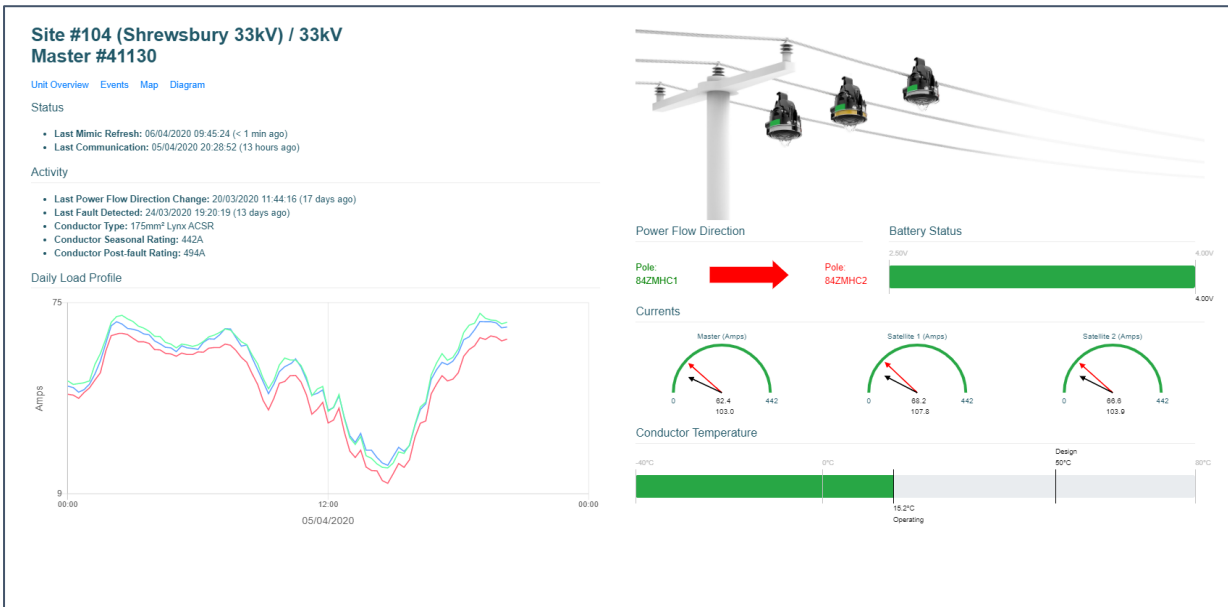 Site #104 (Shrewsbury 33kV) / 33kV
Master #41130
Unit Overview Events Map Diagram
Status
• Last Mimic Refresh: 06/04/2020 09:45:24 (< 1 min ago)
• Last Communication: 05/04/2020 20:28:52 (13 hours ago)
Activity
• Last Power Flow Direction Change: 20/03/2020 11:44:16 (17 days ago)
• Last Fault Detected: 24/03/2020 19:20:19 (13 days ago)
• Conductor Type: 175mm² Lynx ACSR
• Conductor Seasonal Rating: 442A
• Conductor Post-fault Rating: 494A
Daily Load Profile
75
Amps
9
00:00 12:00 00:00
05/04/2020
Power Flow Direction
Pole:
84ZMHC1
Pole:
84ZMHC2
Battery Status
2.50V 4.00V
4.00V
Currents
Master (Amps)
0 62.4 442
103.0
Satellite 1 (Amps)
0 68.2 442
107.8
Satellite 2 (Amps)
0 66.6 442
103.9
Conductor Temperature
Design
-40°C 0°C 50°C 80°C
15.2°C
Operating